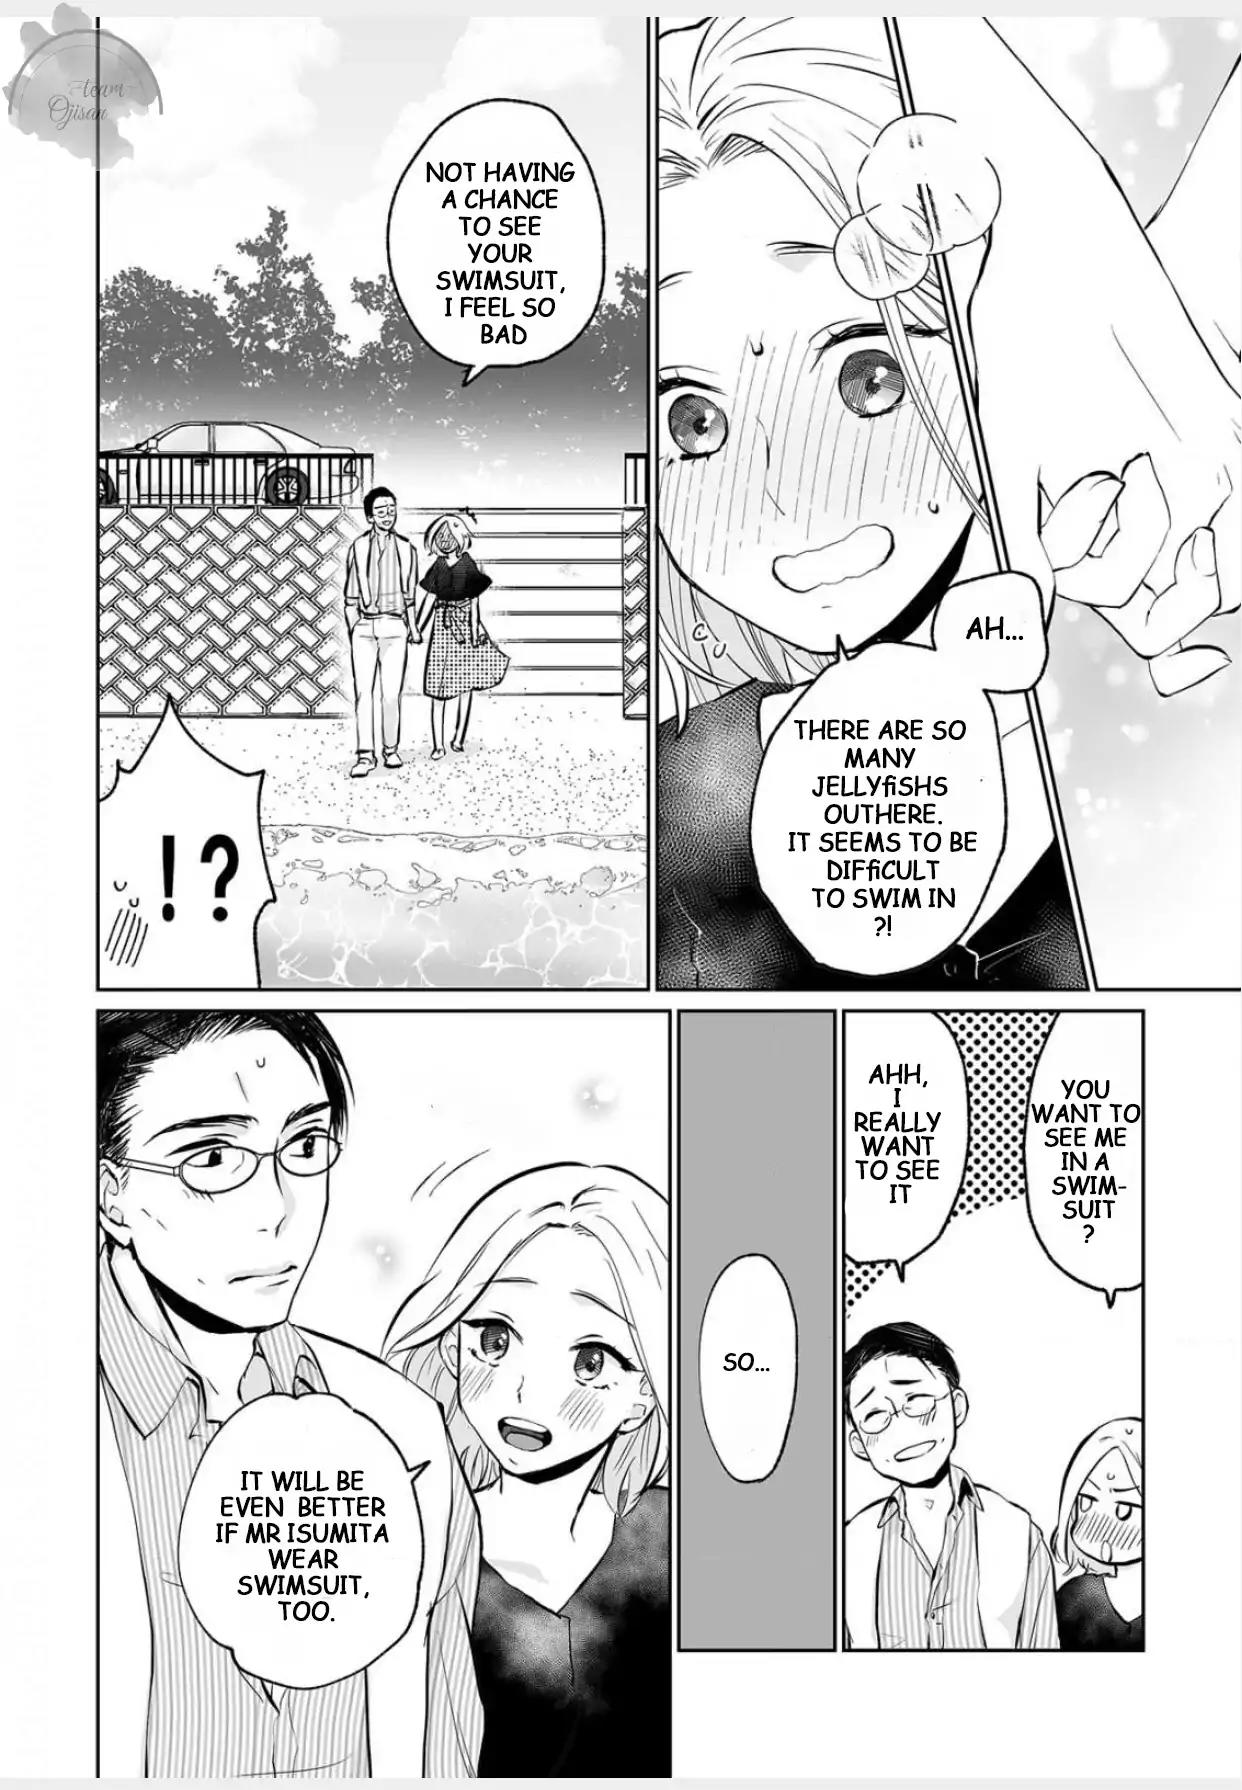 team
Ojisan
AH...
THERE ARE SO
MANY
JELLYfiSHS
OUTHERE.
IT SEEMS TO BE
DIFfiCULT
TO SWIM IN
?!
NOT HAVING
A CHANCE
TO SEE
YOUR
SWIMSUIT,
I FEEL SO
BAD
!?
YOU
WANT TO
SEE ME
IN A
SWIM-
SUIT
?
AHH,
I
REALLY
WANT
TO SEE
IT
SO...
IT WILL BE
EVEN BETTER
IF MR ISUMITA
WEAR
SWIMSUIT,
TOO.